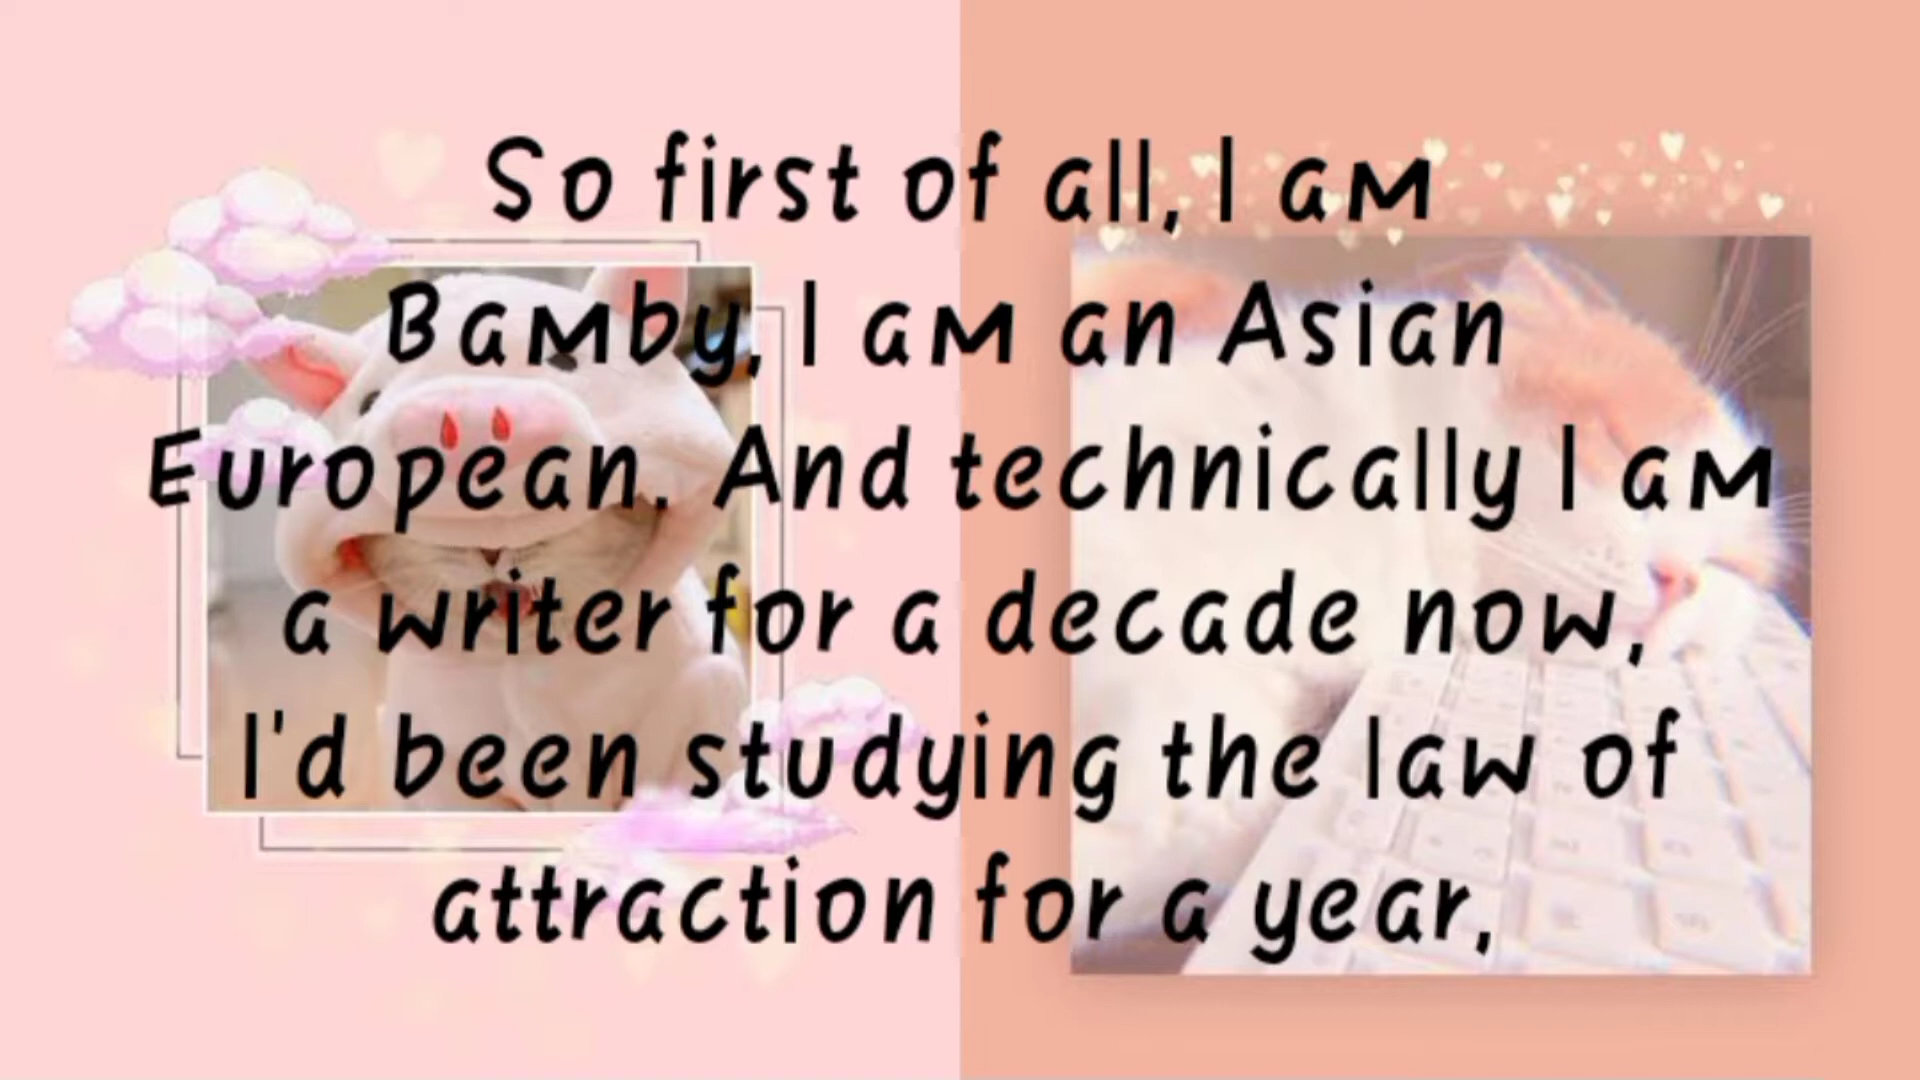 So first of all, I am
Bamby, I am an Asian
European. And technically I am
a writer for a decade now,
I'd been studying the law of
attraction for a year,